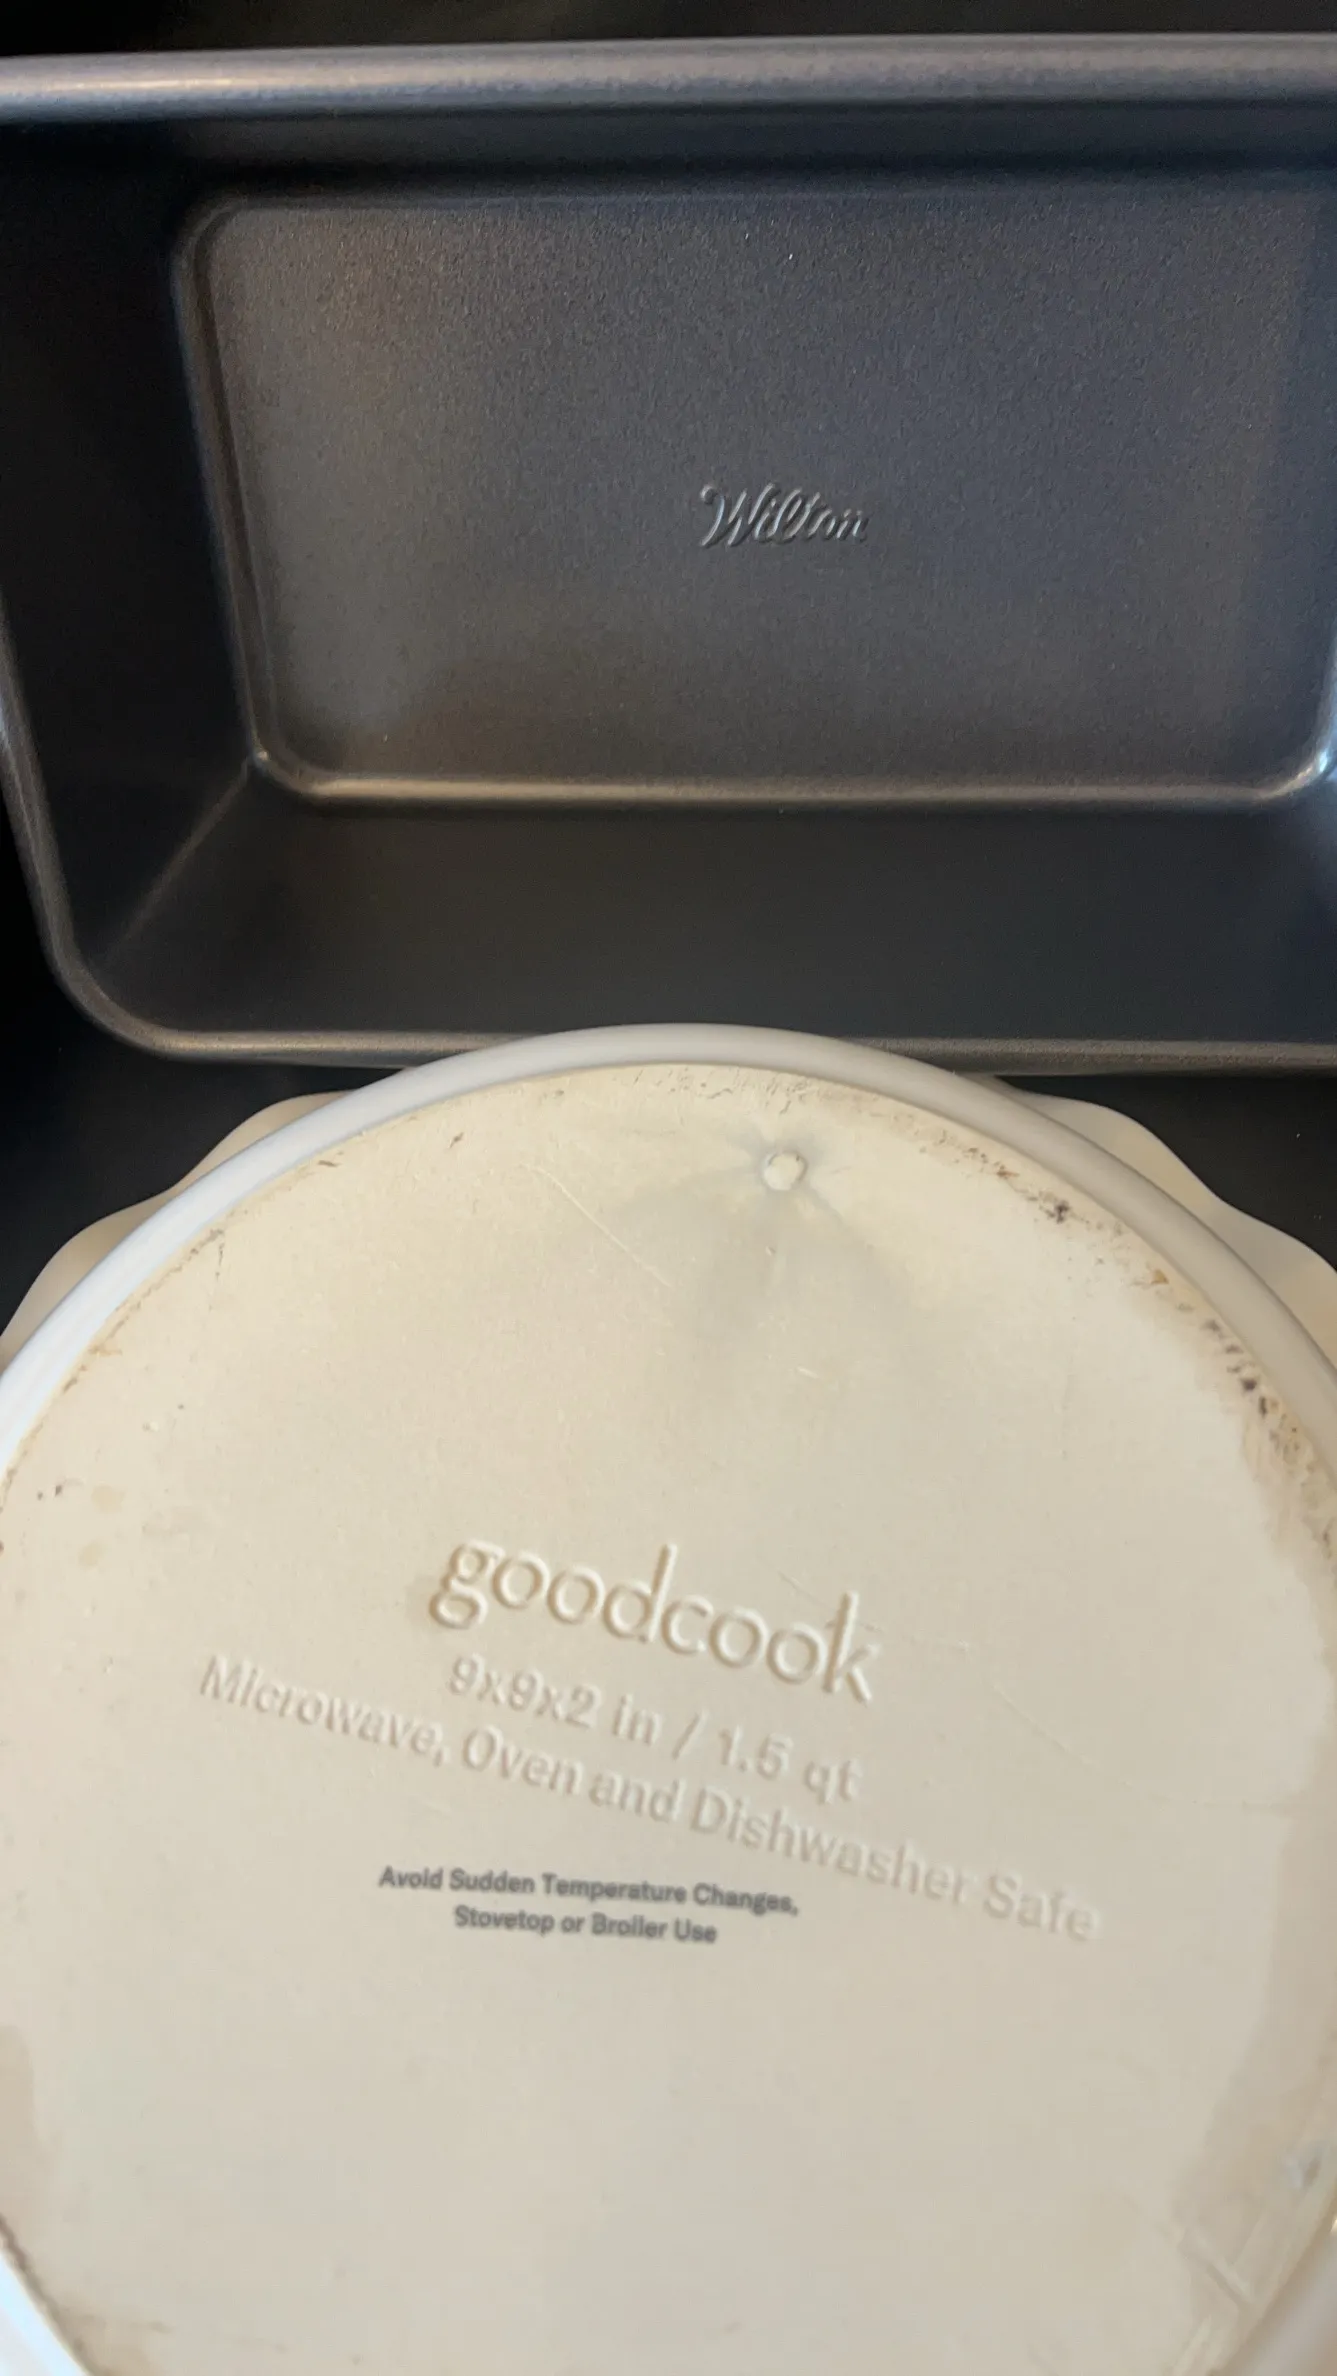 Wilton
goodcook
9x9x2 in / 1.5 qt
Microwave, Oven and Dishwasher Safe
Avoid Sudden Temperature Changes,
Stovetop or Broiler Use